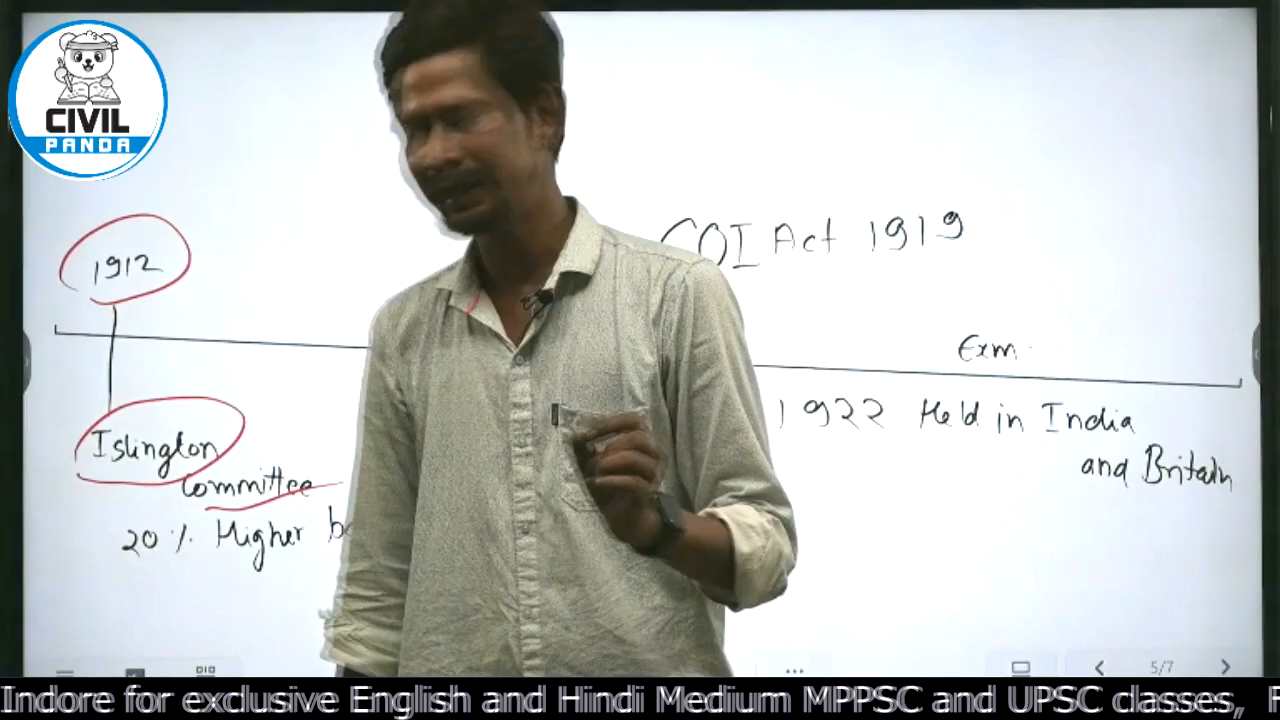 CIVIL
PANDA
1912
GOI Act 1919
Exm.
Islington
Committee
20 % Higher
1922 Held in India
and Britain
5/7
Indore for exclusive English and Hindi Medium MPPSC and UPSC classes,